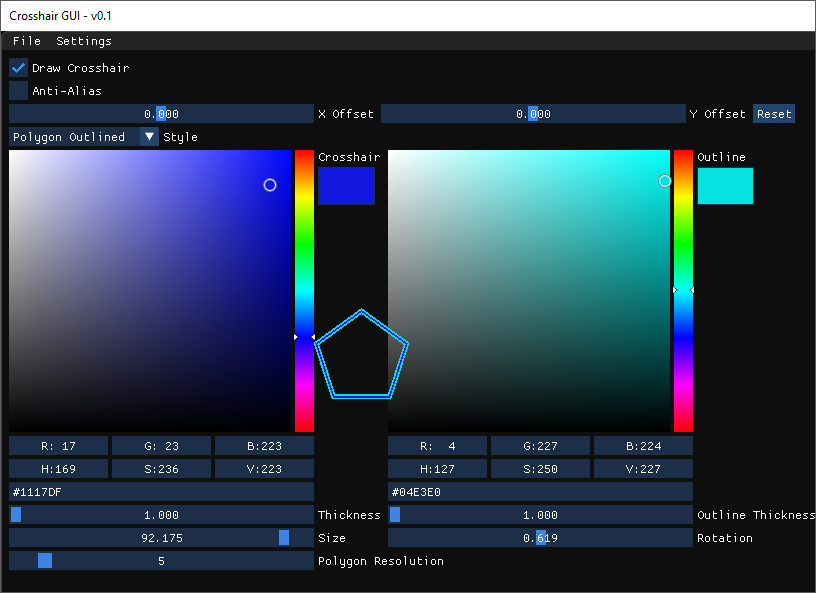 Crosshair GUI - v0.1
File Settings
Draw Crosshair
Anti-Alias
0.000 X Offset 0.000 Y Offset Reset
Polygon Outlined Style
Crosshair Outline
R: 17 G: 23 B:223 R: 4 G:227 B:224
H:169 S:236 V:223 H:127 S:250 V:227
#1117DF #04E3E0
1.000 Thickness 1.000 Outline Thickness
92.175 Size 0.619 Rotation
5 Polygon Resolution